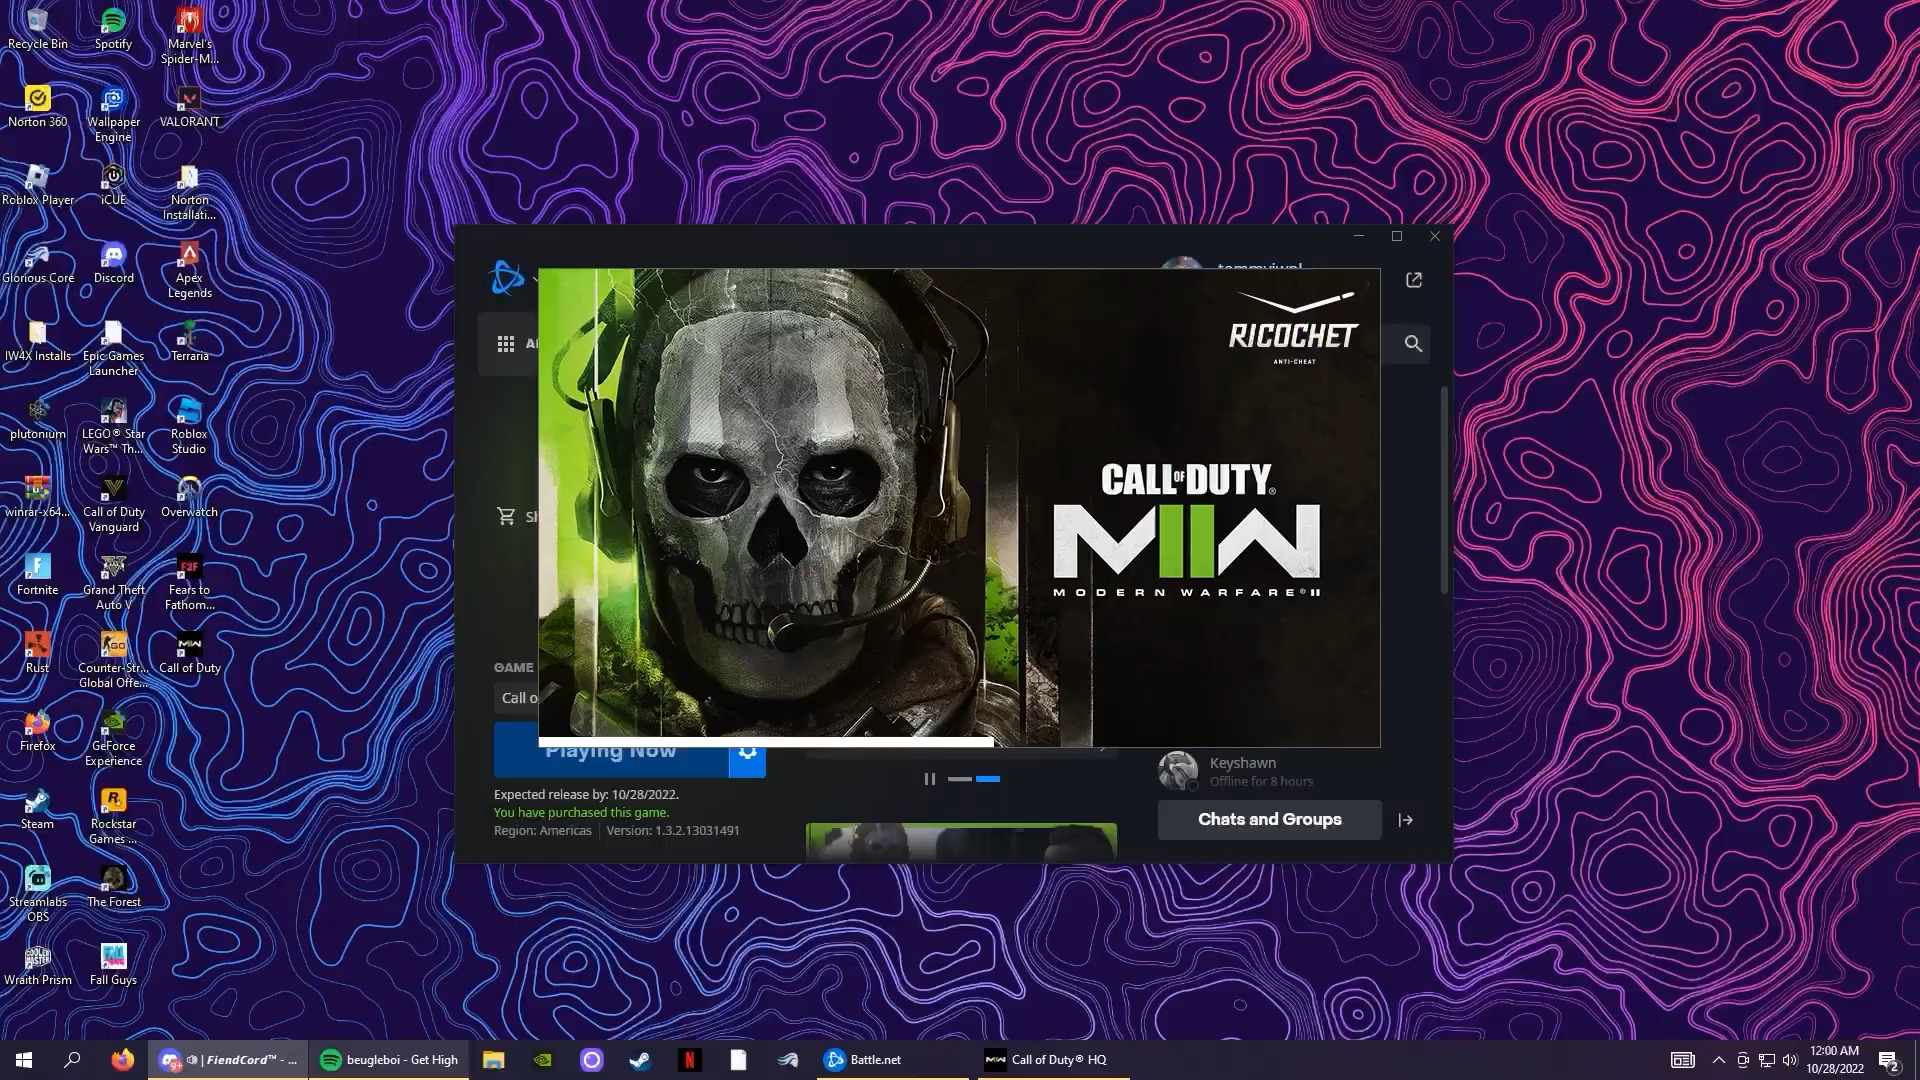 Recycle Bin
Spotify
Marvel's
Spider-M...
Norton 360
Wallpaper
Engine
VALORANT
Roblox Player
iCUE
Norton
Installati...
Glorious Core
Discord
Apex
Legends
IW4X Installs
Epic Games
Launcher
Terraria
plutonium
LEGO® Star
Wars™ Th...
Roblox
Studio
winrar-x64...
Call of Duty
Vanguard
Overwatch
Fortnite
Grand Theft
Auto V
F2F
Fears to
Fathom...
Rust
GO
Counter-Str...
Global Offe...
Call of Duty
Firefox
GeForce
Experience
Steam
Rockstar
Games ...
Streamlabs
OBS
The Forest
Wraith Prism
Fall Guys
RICOCHET
ANTI-CHEAT
CALL OF DUTY®
MWII
MODERN WARFARE® II
GAME
Call o
Playing Now
Expected release by: 10/28/2022.
You have purchased this game.
Region: Americas
Version: 1.3.2.13031491
Keyshawn
Offline for 8 hours
Chats and Groups
9+
| FiendCord™ - ...
beugleboi - Get High
Battle.net
Call of Duty® HQ
12:00 AM
10/28/2022
2